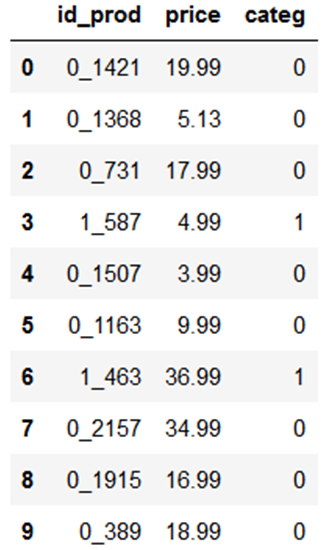 id_prod price categ
0 0_1421 19.99 0
1 0_1368 5.13 0
2 0_731 17.99 0
3 1_587 4.99 1
4 0_1507 3.99 0
5 0_1163 9.99 0
6 1_463 36.99 1
7 0_2157 34.99 0
8 0_1915 16.99 0
9 0_389 18.99 0